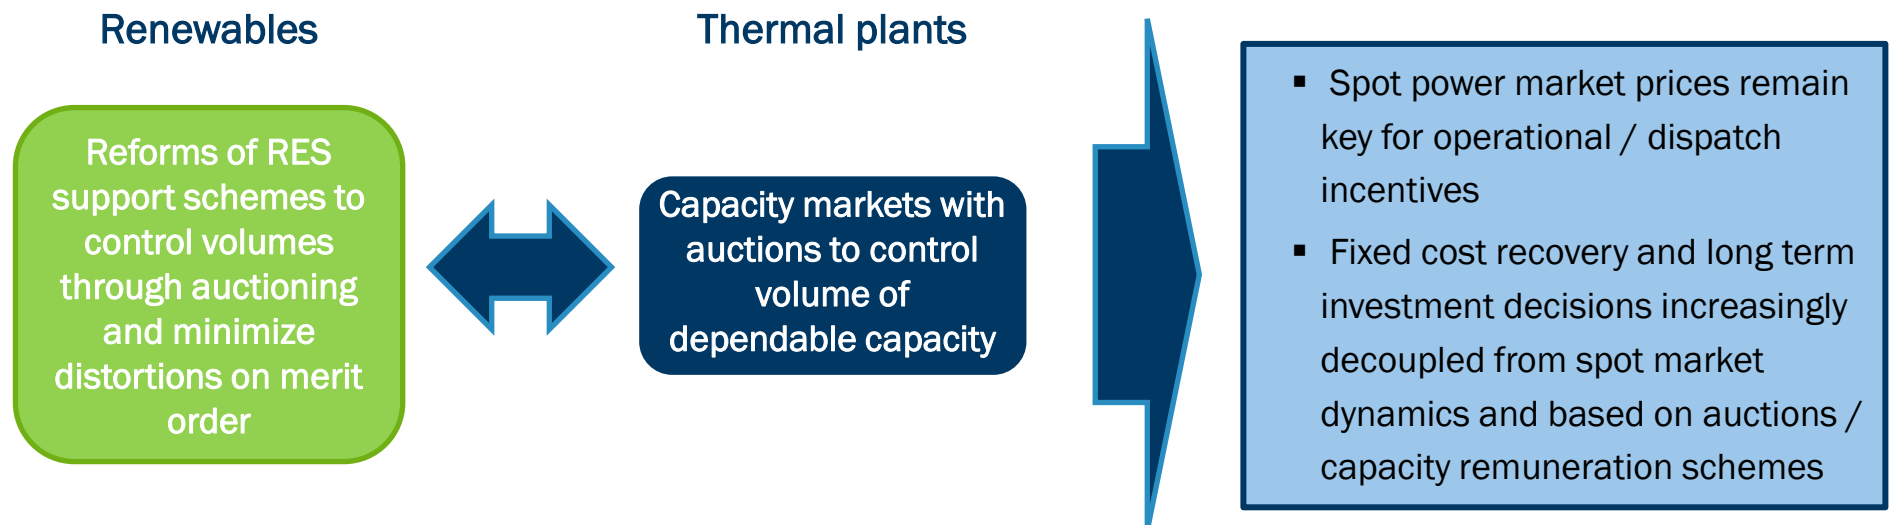 Renewables
Thermal plants
Reforms of RES
support schemes to
control volumes
through auctioning
and minimize
distortions on merit
order
Capacity markets with
auctions to control
volume of
dependable capacity
▪ Spot power market prices remain
key for operational / dispatch
incentives
▪ Fixed cost recovery and long term
investment decisions increasingly
decoupled from spot market
dynamics and based on auctions /
capacity remuneration schemes